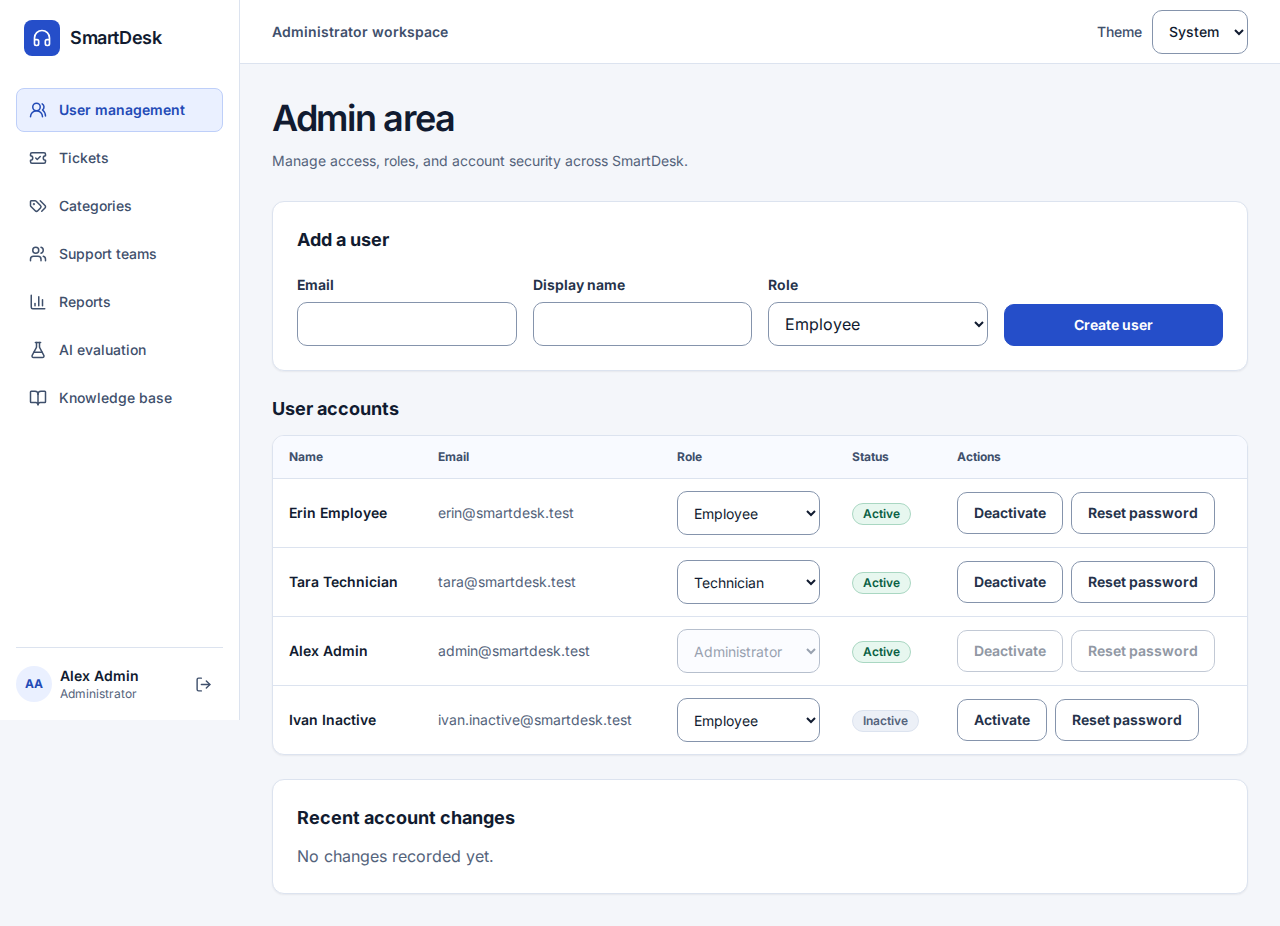 SmartDesk
Administrator workspace
Theme
System
User management
Tickets
Categories
Support teams
Reports
AI evaluation
Knowledge base
AA
Alex Admin
Administrator
Admin area
Manage access, roles, and account security across SmartDesk.
Add a user
Email Display name Role
Employee Create user
User accounts
Name Email Role Status Actions
Erin Employee erin@smartdesk.test Employee Active Deactivate Reset password
Tara Technician tara@smartdesk.test Technician Active Deactivate Reset password
Alex Admin admin@smartdesk.test Administrator Active Deactivate Reset password
Ivan Inactive ivan.inactive@smartdesk.test Employee Inactive Activate Reset password
Recent account changes
No changes recorded yet.